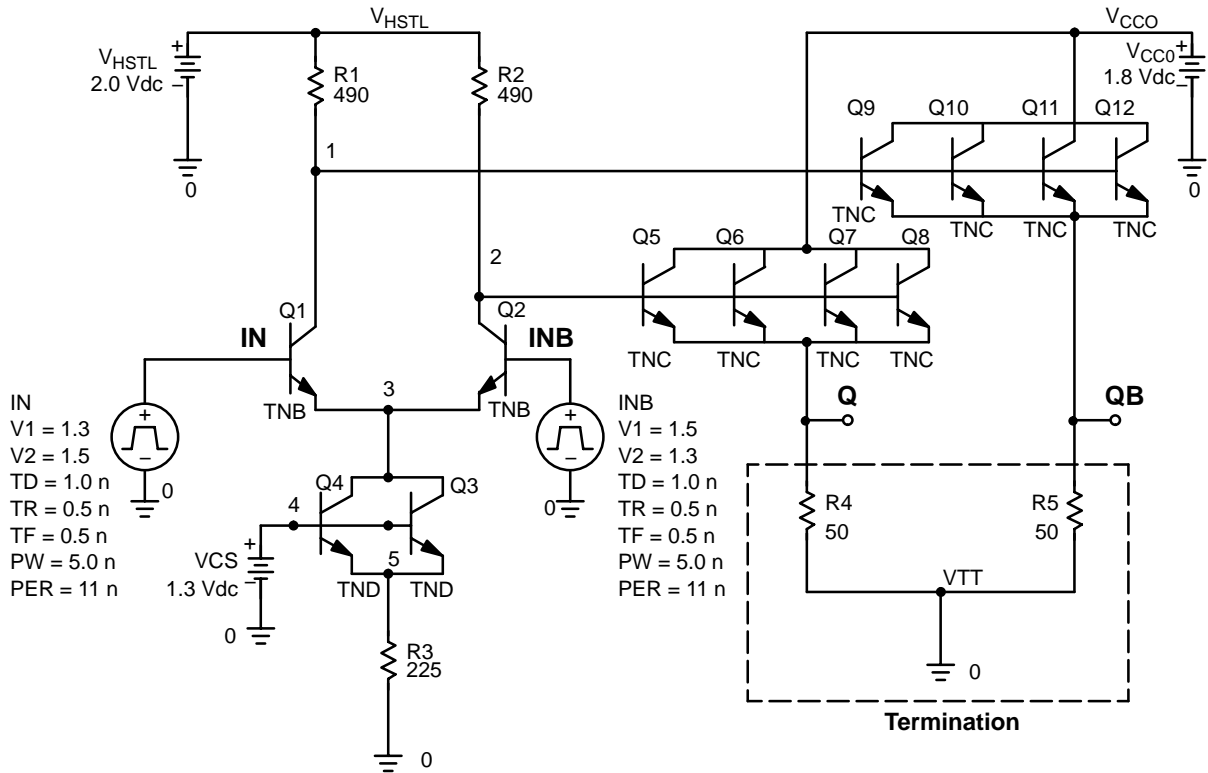 VHSTL
VHSTL
2.0 Vdc
+
−
0
R1
490
R2
490
VCCO
VCC0
1.8 Vdc
+
−
0
Q9
Q10
Q11
Q12
TNC
TNC
TNC
TNC
1
2
Q5
Q6
Q7
Q8
TNC
TNC
TNC
TNC
Q1
IN
TNB
Q2
INB
TNB
3
IN
V1 = 1.3
V2 = 1.5
TD = 1.0 n
TR = 0.5 n
TF = 0.5 n
PW = 5.0 n
PER = 11 n
+
−
0
+
−
0
INB
V1 = 1.5
V2 = 1.3
TD = 1.0 n
TR = 0.5 n
TF = 0.5 n
PW = 5.0 n
PER = 11 n
Q4
Q3
4
5
TND
TND
VCS
1.3 Vdc
+
−
0
R3
225
0
Q
QB
R4
50
R5
50
VTT
0
Termination